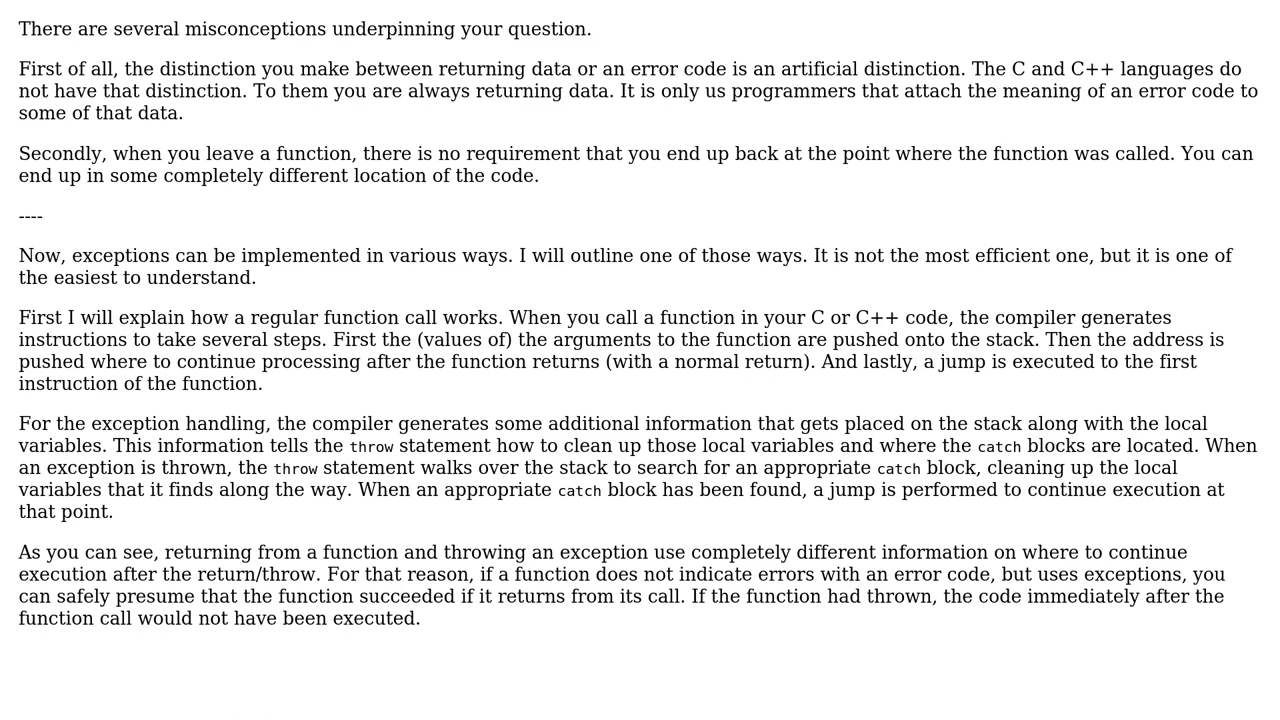 There are several misconceptions underpinning your question.
First of all, the distinction you make between returning data or an error code is an artificial distinction. The C and C++ languages do
not have that distinction. To them you are always returning data. It is only us programmers that attach the meaning of an error code to
some of that data.
Secondly, when you leave a function, there is no requirement that you end up back at the point where the function was called. You can
end up in some completely different location of the code.
----
Now, exceptions can be implemented in various ways. I will outline one of those ways. It is not the most efficient one, but it is one of
the easiest to understand.
First I will explain how a regular function call works. When you call a function in your C or C++ code, the compiler generates
instructions to take several steps. First the (values of) the arguments to the function are pushed onto the stack. Then the address is
pushed where to continue processing after the function returns (with a normal return). And lastly, a jump is executed to the first
instruction of the function.
For the exception handling, the compiler generates some additional information that gets placed on the stack along with the local
variables. This information tells the throw statement how to clean up those local variables and where the catch blocks are located. When
an exception is thrown, the throw statement walks over the stack to search for an appropriate catch block, cleaning up the local
variables that it finds along the way. When an appropriate catch block has been found, a jump is performed to continue execution at
that point.
As you can see, returning from a function and throwing an exception use completely different information on where to continue
execution after the return/throw. For that reason, if a function does not indicate errors with an error code, but uses exceptions, you
can safely presume that the function succeeded if it returns from its call. If the function had thrown, the code immediately after the
function call would not have been executed.